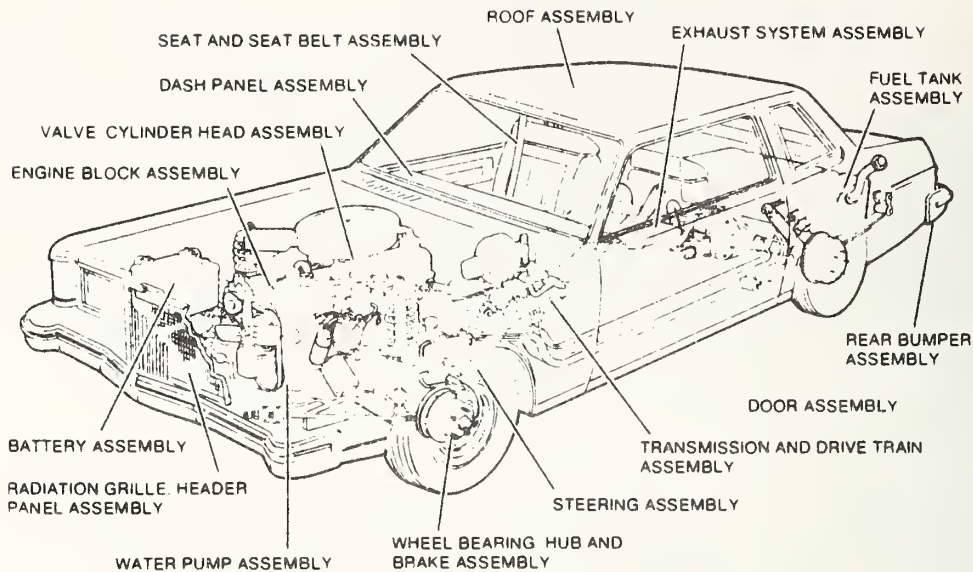 ROOF ASSEMBLY
SEAT AND SEAT BELT ASSEMBLY
EXHAUST SYSTEM ASSEMBLY
DASH PANEL ASSEMBLY
FUEL TANK
ASSEMBLY
VALVE CYLINDER HEAD ASSEMBLY
ENGINE BLOCK ASSEMBLY
REAR BUMPER
ASSEMBLY
DOOR ASSEMBLY
BATTERY ASSEMBLY
TRANSMISSION AND DRIVE TRAIN
ASSEMBLY
RADIATION GRILLE. HEADER
PANEL ASSEMBLY
STEERING ASSEMBLY
WHEEL BEARING HUB AND
BRAKE ASSEMBLY
WATER PUMP ASSEMBLY